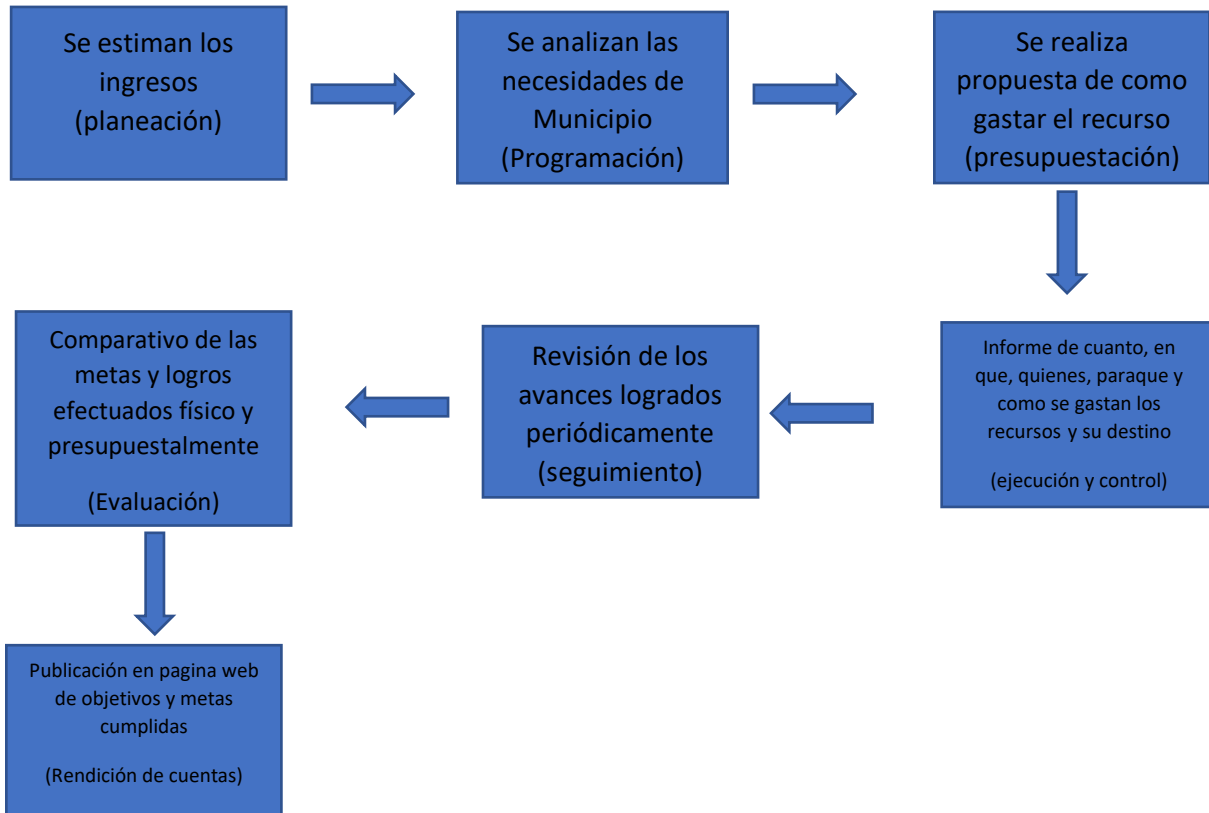 Se estiman los
ingresos
(planeación)
Se analizan las
necesidades de
Municipio
(Programación)
Se realiza
propuesta de como
gastar el recurso
(presupuestación)
Informe de cuanto, en
que, quienes, paraque y
como se gastan los
recursos y su destino
(ejecución y control)
Revisión de los
avances logrados
periódicamente
(seguimiento)
Comparativo de las
metas y logros
efectuados físico y
presupuestalmente
(Evaluación)
Publicación en pagina web
de objetivos y metas
cumplidas
(Rendición de cuentas)